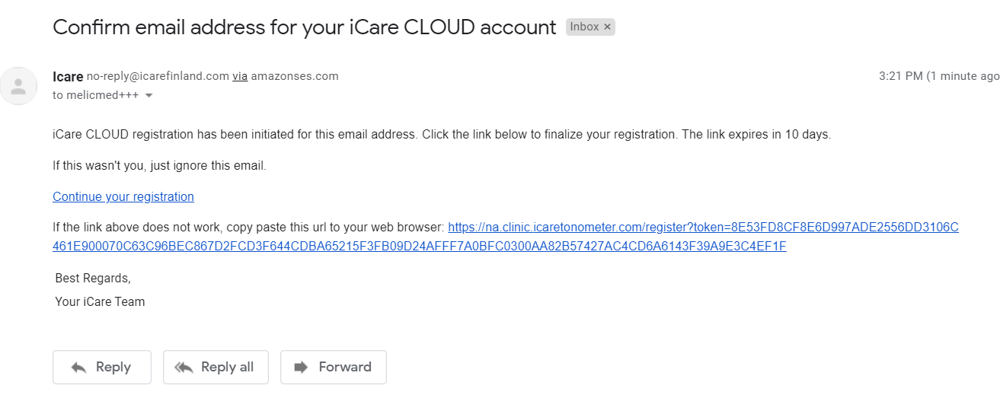 Confirm email address for your iCare CLOUD account Inbox ×
Icare no-reply@icarefinland.com via amazonses.com 3:21 PM (1 minute ago
to melicmed+++
iCare CLOUD registration has been initiated for this email address. Click the link below to finalize your registration. The link expires in 10 days.
If this wasn't you, just ignore this email.
Continue your registration
If the link above does not work, copy paste this url to your web browser: https://na.clinic.icaretonometer.com/register?token=8E53FD8CF8E6D997ADE2556DD3106C
461E900070C63C96BEC867D2FCD3F644CDBA65215F3FB09D24AFFF7A0BFC0300AA82B57427AC4CD6A6143F39A9E3C4EF1F
Best Regards,
Your iCare Team
Reply Reply all Forward